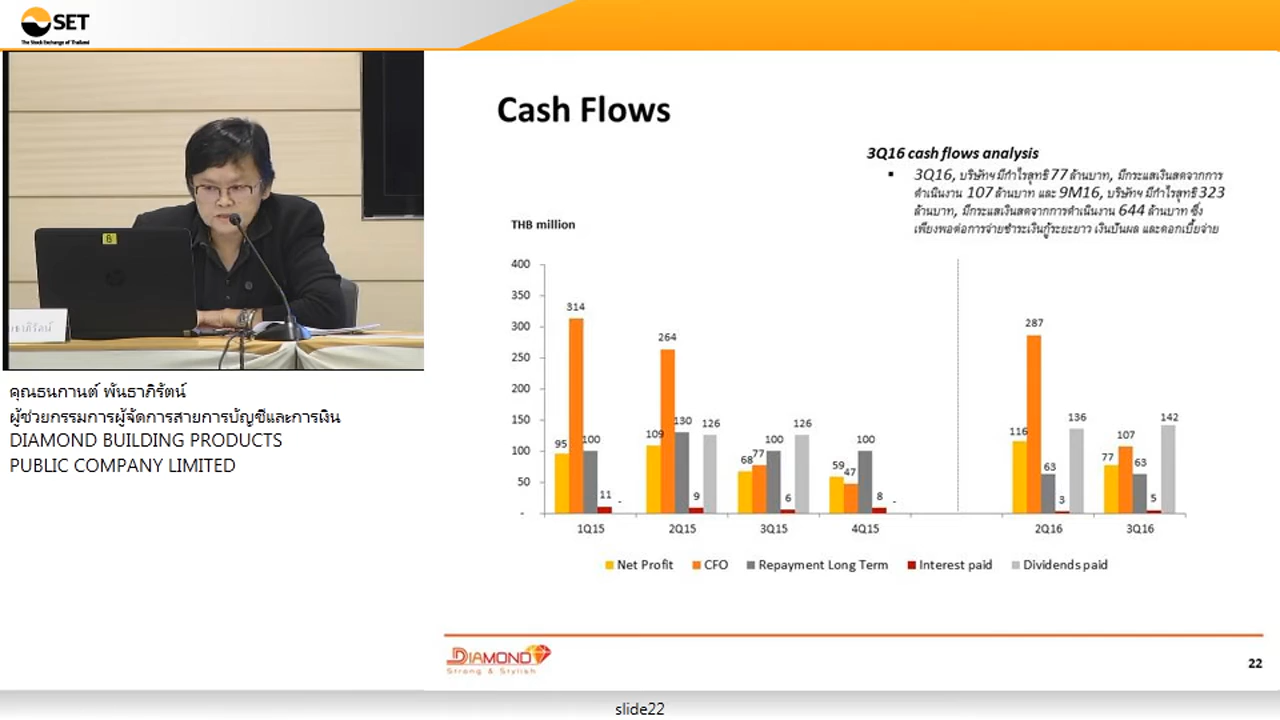 SET
The Stock Exchange of Thailand
6
คุณธนกานต์ พันธาภิรัตน์
ผู้ช่วยกรรมการผู้จัดการสายการบัญชีและการเงิน
DIAMOND BUILDING PRODUCTS
PUBLIC COMPANY LIMITED
Cash Flows
3Q16 cash flows analysis
▪ 3Q16, บริษัทฯ มีกำไรสุทธิ 77 ล้านบาท, มีกระแสเงินสดจากการ
ดำเนินงาน 107 ล้านบาท และ 9M16, บริษัทฯ มีกำไรสุทธิ 323
ล้านบาท, มีกระแสเงินสดจากการดำเนินงาน 644 ล้านบาท ซึ่ง
เพียงพอต่อการจ่ายชำระเงินกู้ระยะยาว เงินปันผล และดอกเบี้ยจ่าย
THB million
400
350
300
250
200
150
100
50
-
95 314 100 11 -
109 264 130 9 126
68 77 100 6 126
59 47 100 8 -
116 287 63 3 136
77 107 63 5 142
1Q15 2Q15 3Q15 4Q15 2Q16 3Q16
Net Profit CFO Repayment Long Term Interest paid Dividends paid
DIAMOND
Strong & Stylish
22
slide22